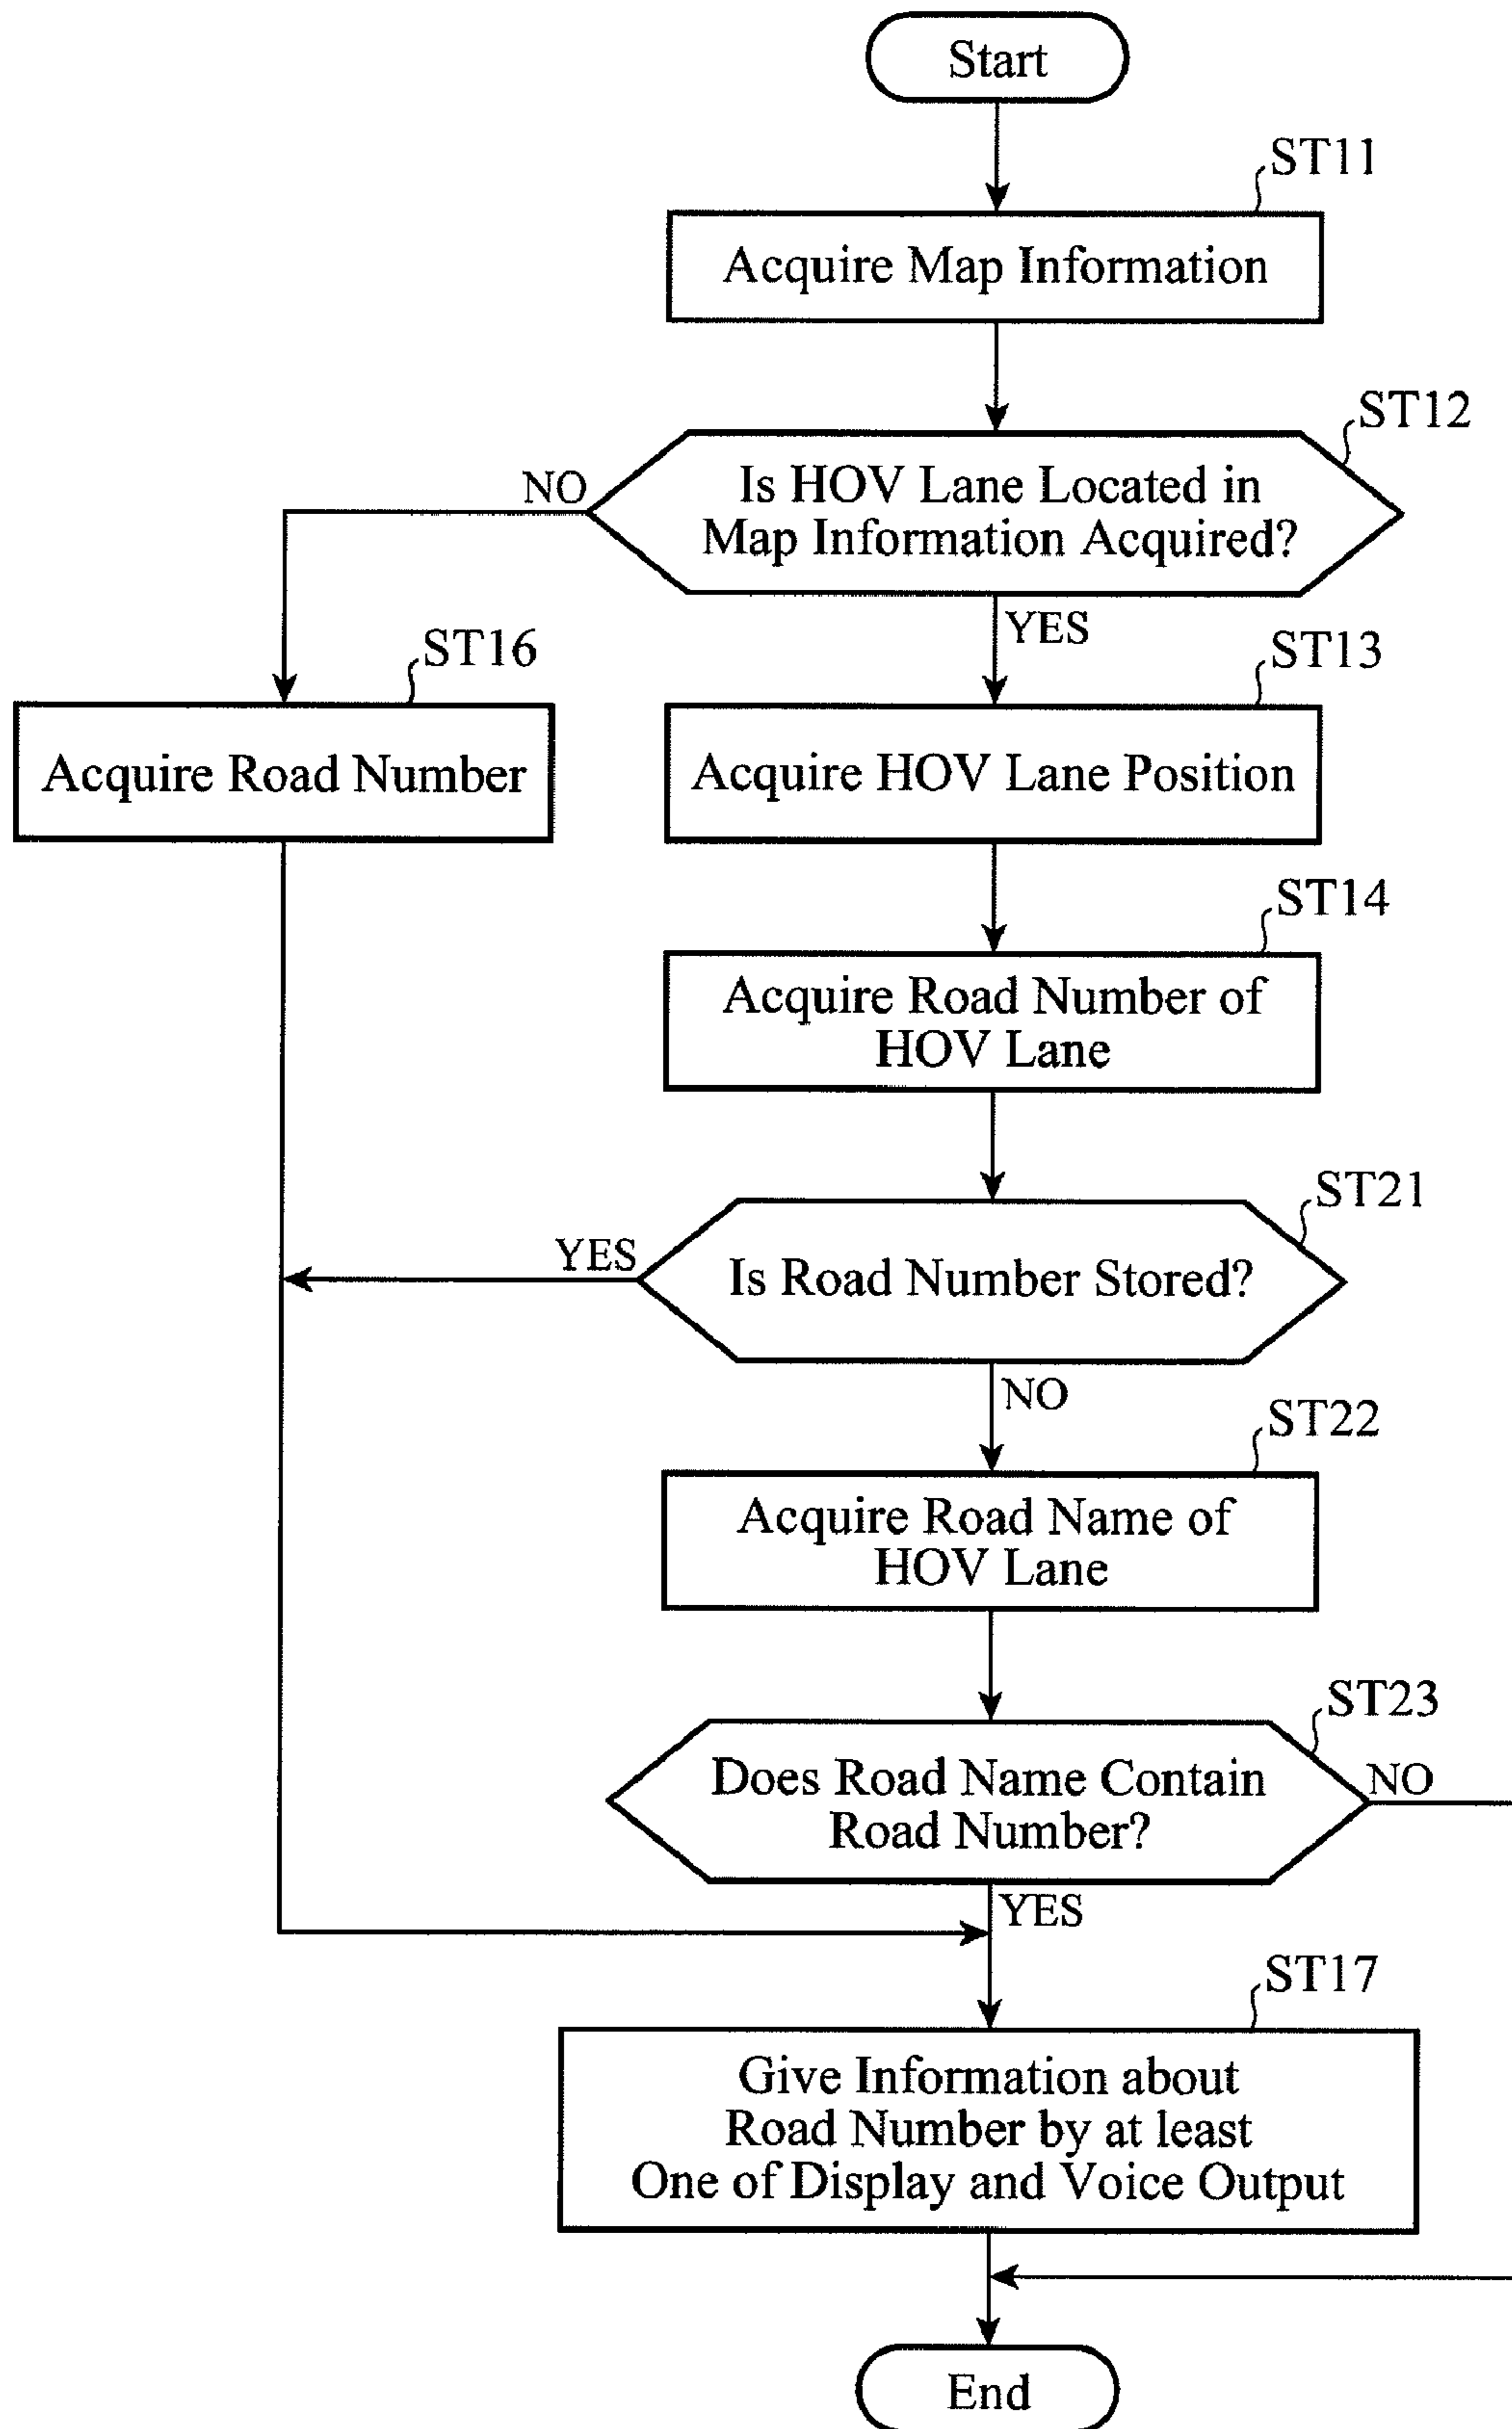 Start
ST11
Acquire Map Information
ST12
NO
Is HOV Lane Located in
Map Information Acquired?
YES
ST16
ST13
Acquire Road Number
Acquire HOV Lane Position
ST14
Acquire Road Number of
HOV Lane
ST21
YES
Is Road Number Stored?
NO
ST22
Acquire Road Name of
HOV Lane
ST23
Does Road Name Contain
Road Number?
NO
YES
ST17
Give Information about
Road Number by at least
One of Display and Voice Output
End